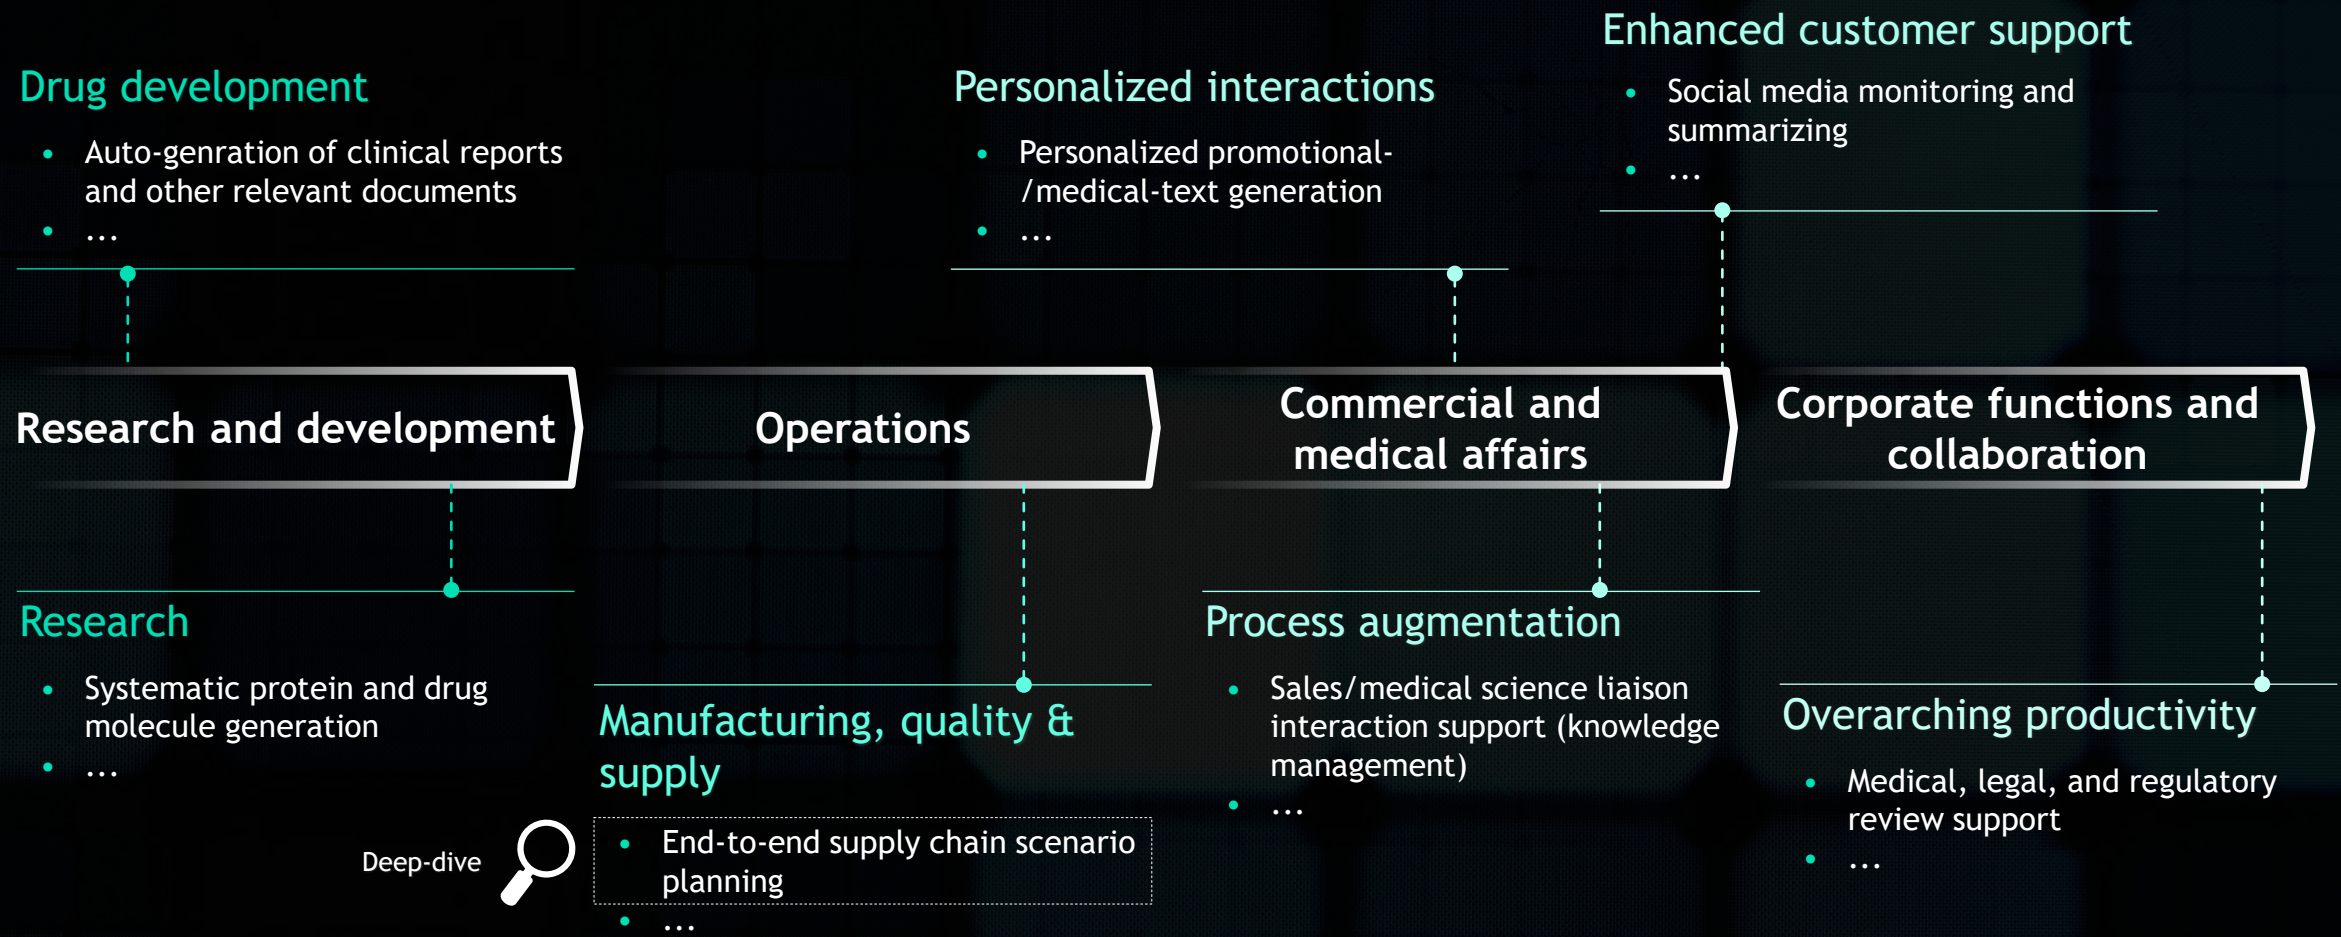 Enhanced customer support
• Social media monitoring and
summarizing
• ...
Drug development
• Auto-genration of clinical reports
and other relevant documents
• ...
Personalized interactions
• Personalized promotional-
/medical-text generation
• ...
Research and development
Operations
Commercial and
medical affairs
Corporate functions and
collaboration
Research
• Systematic protein and drug
molecule generation
• ...
Manufacturing, quality &
supply
Deep-dive
• End-to-end supply chain scenario
planning
• ...
Process augmentation
• Sales/medical science liaison
interaction support (knowledge
management)
• ...
Overarching productivity
• Medical, legal, and regulatory
review support
• ...